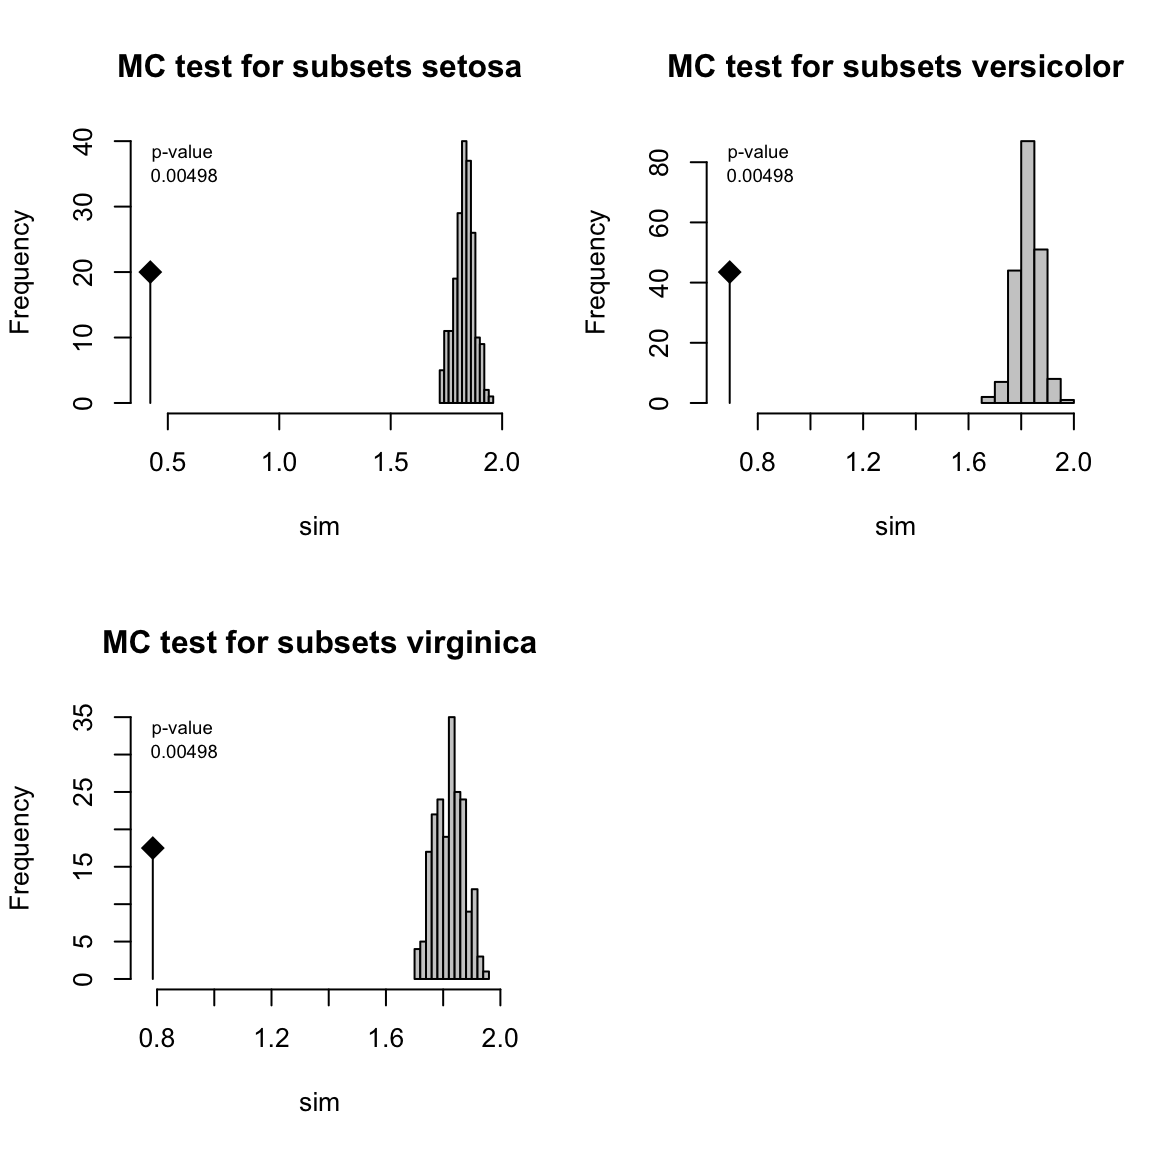 MC test for subsets setosa
Frequency
0 10 20 30 40
p-value
0.00498
0.5 1.0 1.5 2.0
sim
MC test for subsets versicolor
Frequency
0 20 40 60 80
p-value
0.00498
0.8 1.2 1.6 2.0
sim
MC test for subsets virginica
Frequency
0 5 15 25 35
p-value
0.00498
0.8 1.2 1.6 2.0
sim